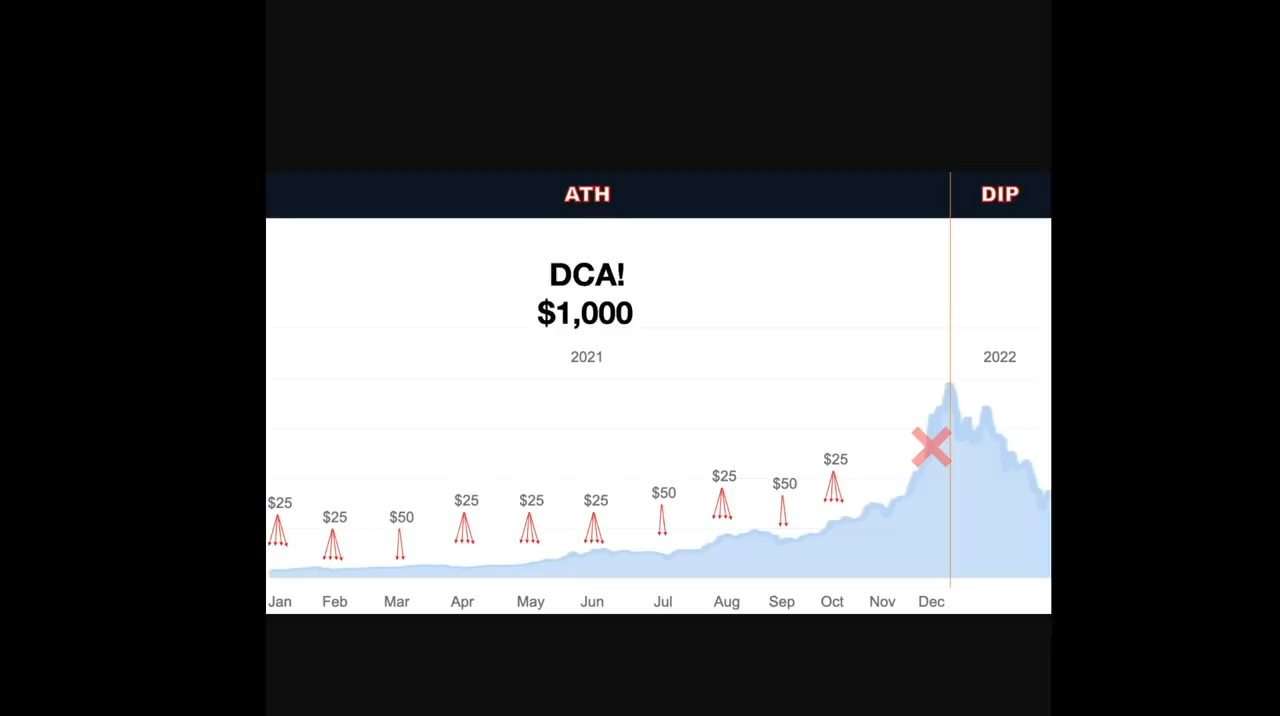 ATH DIP
DCA!
$1,000
2021 2022
$25 $25 $50 $25 $25 $25 $50 $25 $50 $25
Jan Feb Mar Apr May Jun Jul Aug Sep Oct Nov Dec